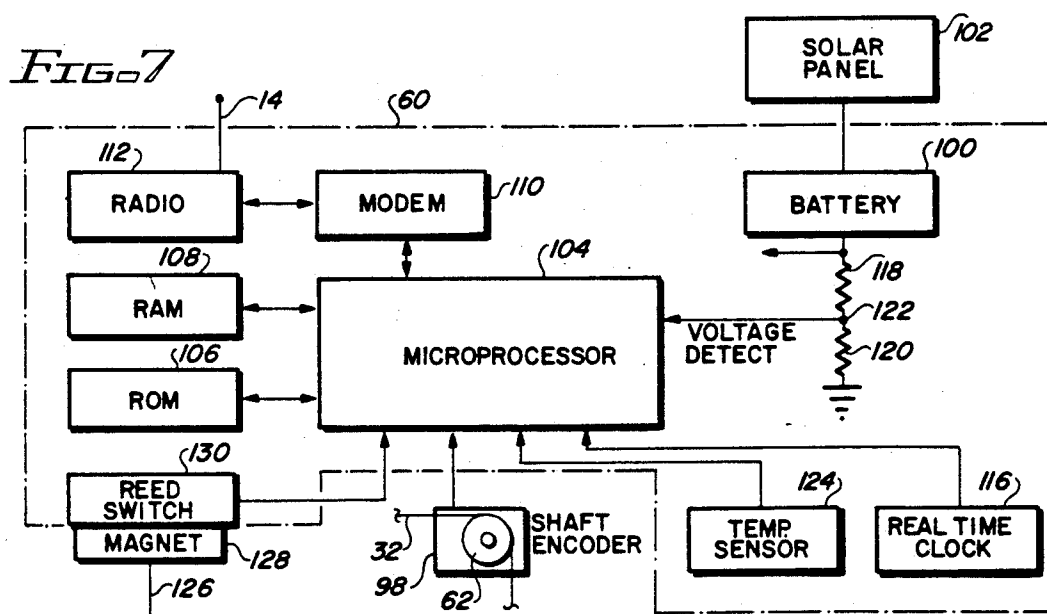 FIG. 7
14
60
SOLAR
PANEL
102
112
RADIO
MODEM
110
100
BATTERY
108
RAM
104
MICROPROCESSOR
118
122
VOLTAGE
DETECT
120
106
ROM
130
REED
SWITCH
MAGNET
128
126
32
98
62
SHAFT
ENCODER
124
TEMP.
SENSOR
116
REAL TIME
CLOCK